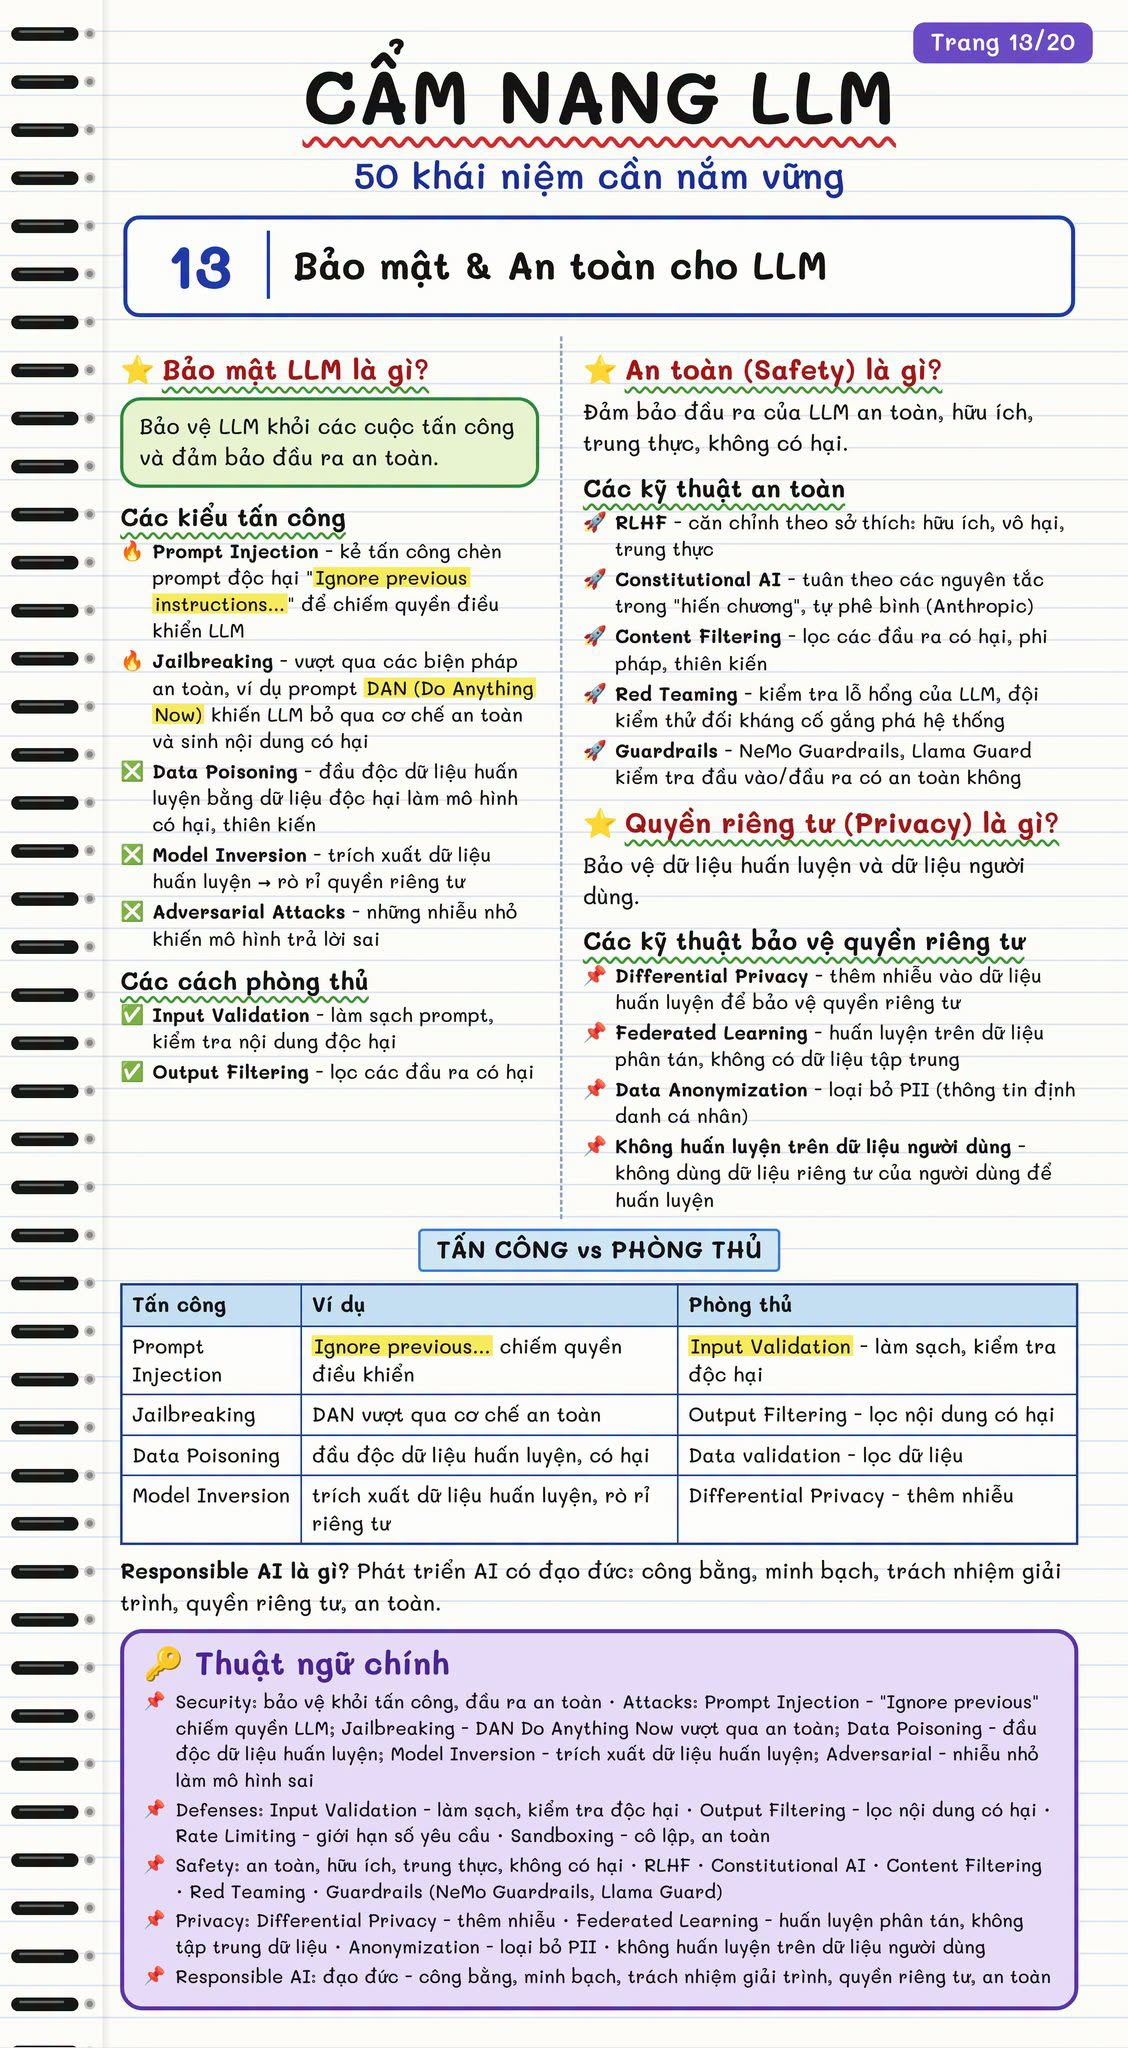 Trang 13/20
CẨM NANG LLM
50 khái niệm cần nắm vững
13
Bảo mật & An toàn cho LLM
⭐ Bảo mật LLM là gì?
Bảo vệ LLM khỏi các cuộc tấn công
và đảm bảo đầu ra an toàn.
Các kiểu tấn công
🔥 Prompt Injection - kẻ tấn công chèn
prompt độc hại "Ignore previous
instructions..." để chiếm quyền điều
khiển LLM
🔥 Jailbreaking - vượt qua các biện pháp
an toàn, ví dụ prompt DAN (Do Anything
Now) khiến LLM bỏ qua cơ chế an toàn
và sinh nội dung có hại
❎ Data Poisoning - đầu độc dữ liệu huấn
luyện bằng dữ liệu độc hại làm mô hình
có hại, thiên kiến
❎ Model Inversion - trích xuất dữ liệu
huấn luyện → rò rỉ quyền riêng tư
❎ Adversarial Attacks - những nhiễu nhỏ
khiến mô hình trả lời sai
Các cách phòng thủ
✅ Input Validation - làm sạch prompt,
kiểm tra nội dung độc hại
✅ Output Filtering - lọc các đầu ra có hại
⭐ An toàn (Safety) là gì?
Đảm bảo đầu ra của LLM an toàn, hữu ích,
trung thực, không có hại.
Các kỹ thuật an toàn
🚀 RLHF - căn chỉnh theo sở thích: hữu ích, vô hại,
trung thực
🚀 Constitutional AI - tuân theo các nguyên tắc
trong "hiến chương", tự phê bình (Anthropic)
🚀 Content Filtering - lọc các đầu ra có hại, phi
pháp, thiên kiến
🚀 Red Teaming - kiểm tra lỗ hổng của LLM, đội
kiểm thử đối kháng cố gắng phá hệ thống
🚀 Guardrails - NeMo Guardrails, Llama Guard
kiểm tra đầu vào/đầu ra có an toàn không
⭐ Quyền riêng tư (Privacy) là gì?
Bảo vệ dữ liệu huấn luyện và dữ liệu người
dùng.
Các kỹ thuật bảo vệ quyền riêng tư
📌 Differential Privacy - thêm nhiễu vào dữ liệu
huấn luyện để bảo vệ quyền riêng tư
📌 Federated Learning - huấn luyện trên dữ liệu
phân tán, không có dữ liệu tập trung
📌 Data Anonymization - loại bỏ PII (thông tin định
danh cá nhân)
📌 Không huấn luyện trên dữ liệu người dùng -
không dùng dữ liệu riêng tư của người dùng để
huấn luyện
TẤN CÔNG vs PHÒNG THỦ
Tấn công
Ví dụ
Phòng thủ
Prompt
Injection
Ignore previous... chiếm quyền
điều khiển
Input Validation - làm sạch, kiểm tra
độc hại
Jailbreaking
DAN vượt qua cơ chế an toàn
Output Filtering - lọc nội dung có hại
Data Poisoning
đầu độc dữ liệu huấn luyện, có hại
Data validation - lọc dữ liệu
Model Inversion
trích xuất dữ liệu huấn luyện, rò rỉ
riêng tư
Differential Privacy - thêm nhiễu
Responsible AI là gì? Phát triển AI có đạo đức: công bằng, minh bạch, trách nhiệm giải
trình, quyền riêng tư, an toàn.
🔑 Thuật ngữ chính
📌 Security: bảo vệ khỏi tấn công, đầu ra an toàn · Attacks: Prompt Injection - "Ignore previous"
chiếm quyền LLM; Jailbreaking - DAN Do Anything Now vượt qua an toàn; Data Poisoning - đầu
độc dữ liệu huấn luyện; Model Inversion - trích xuất dữ liệu huấn luyện; Adversarial - nhiễu nhỏ
làm mô hình sai
📌 Defenses: Input Validation - làm sạch, kiểm tra độc hại · Output Filtering - lọc nội dung có hại ·
Rate Limiting - giới hạn số yêu cầu · Sandboxing - cô lập, an toàn
📌 Safety: an toàn, hữu ích, trung thực, không có hại · RLHF · Constitutional AI · Content Filtering
· Red Teaming · Guardrails (NeMo Guardrails, Llama Guard)
📌 Privacy: Differential Privacy - thêm nhiễu · Federated Learning - huấn luyện phân tán, không
tập trung dữ liệu · Anonymization - loại bỏ PII · không huấn luyện trên dữ liệu người dùng
📌 Responsible AI: đạo đức - công bằng, minh bạch, trách nhiệm giải trình, quyền riêng tư, an toàn